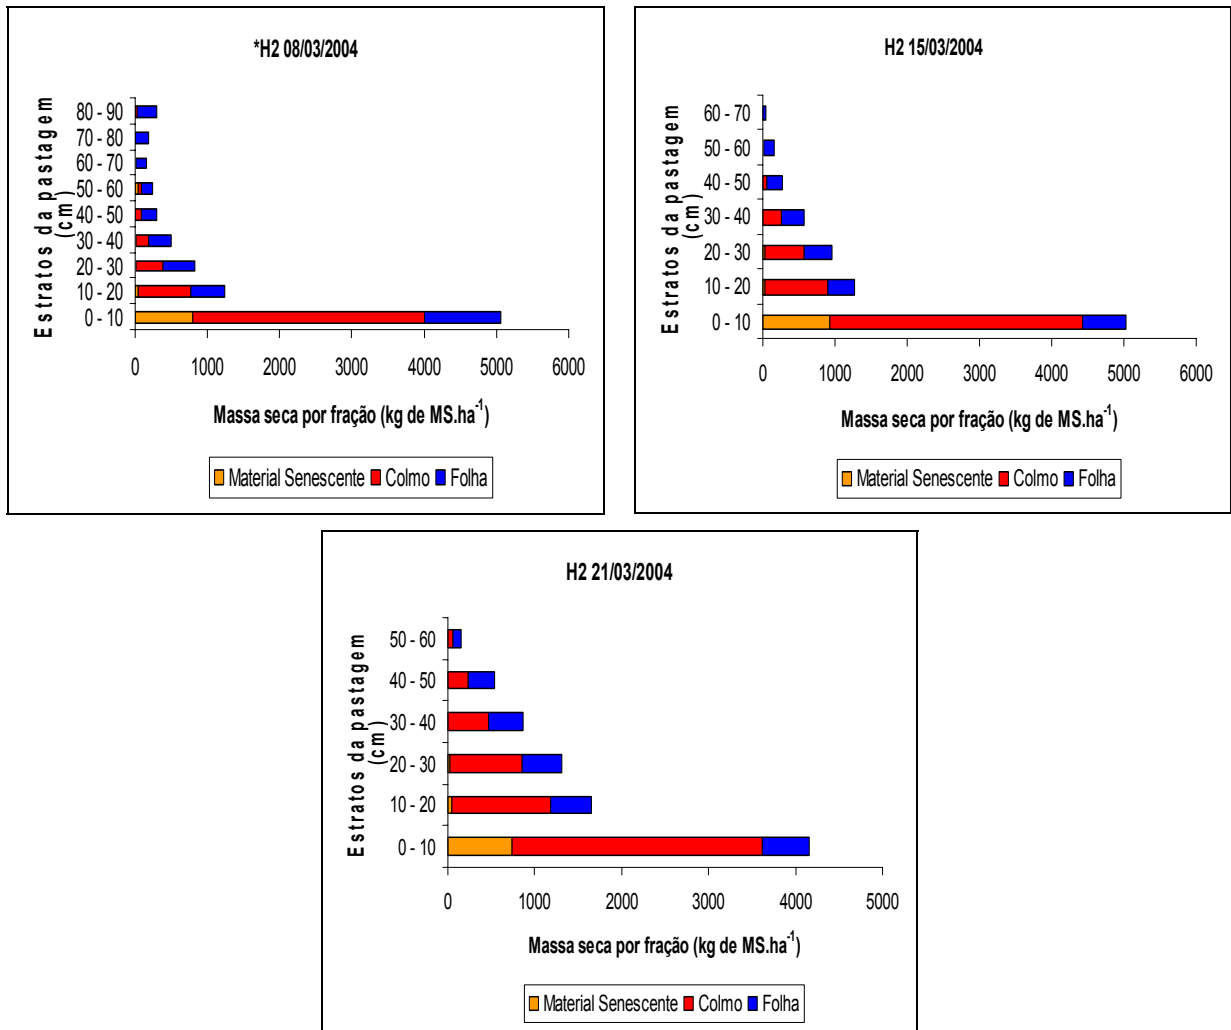 *H2 08/03/2004
Estratos da pastagem
(cm)
80 - 90
70 - 80
60 - 70
50 - 60
40 - 50
30 - 40
20 - 30
10 - 20
0 - 10
0 1000 2000 3000 4000 5000 6000
Massa seca por fração (kg de MS.ha-1)
Material Senescente Colmo Folha
H2 15/03/2004
Estratos da pastagem
(cm)
60 - 70
50 - 60
40 - 50
30 - 40
20 - 30
10 - 20
0 - 10
0 1000 2000 3000 4000 5000 6000
Massa seca por fração (kg de MS.ha-1)
Material Senescente Colmo Folha
H2 21/03/2004
Estratos da pastagem
(cm)
50 - 60
40 - 50
30 - 40
20 - 30
10 - 20
0 - 10
0 1000 2000 3000 4000 5000
Massa seca por fração (kg de MS.ha-1)
Material Senescente Colmo Folha